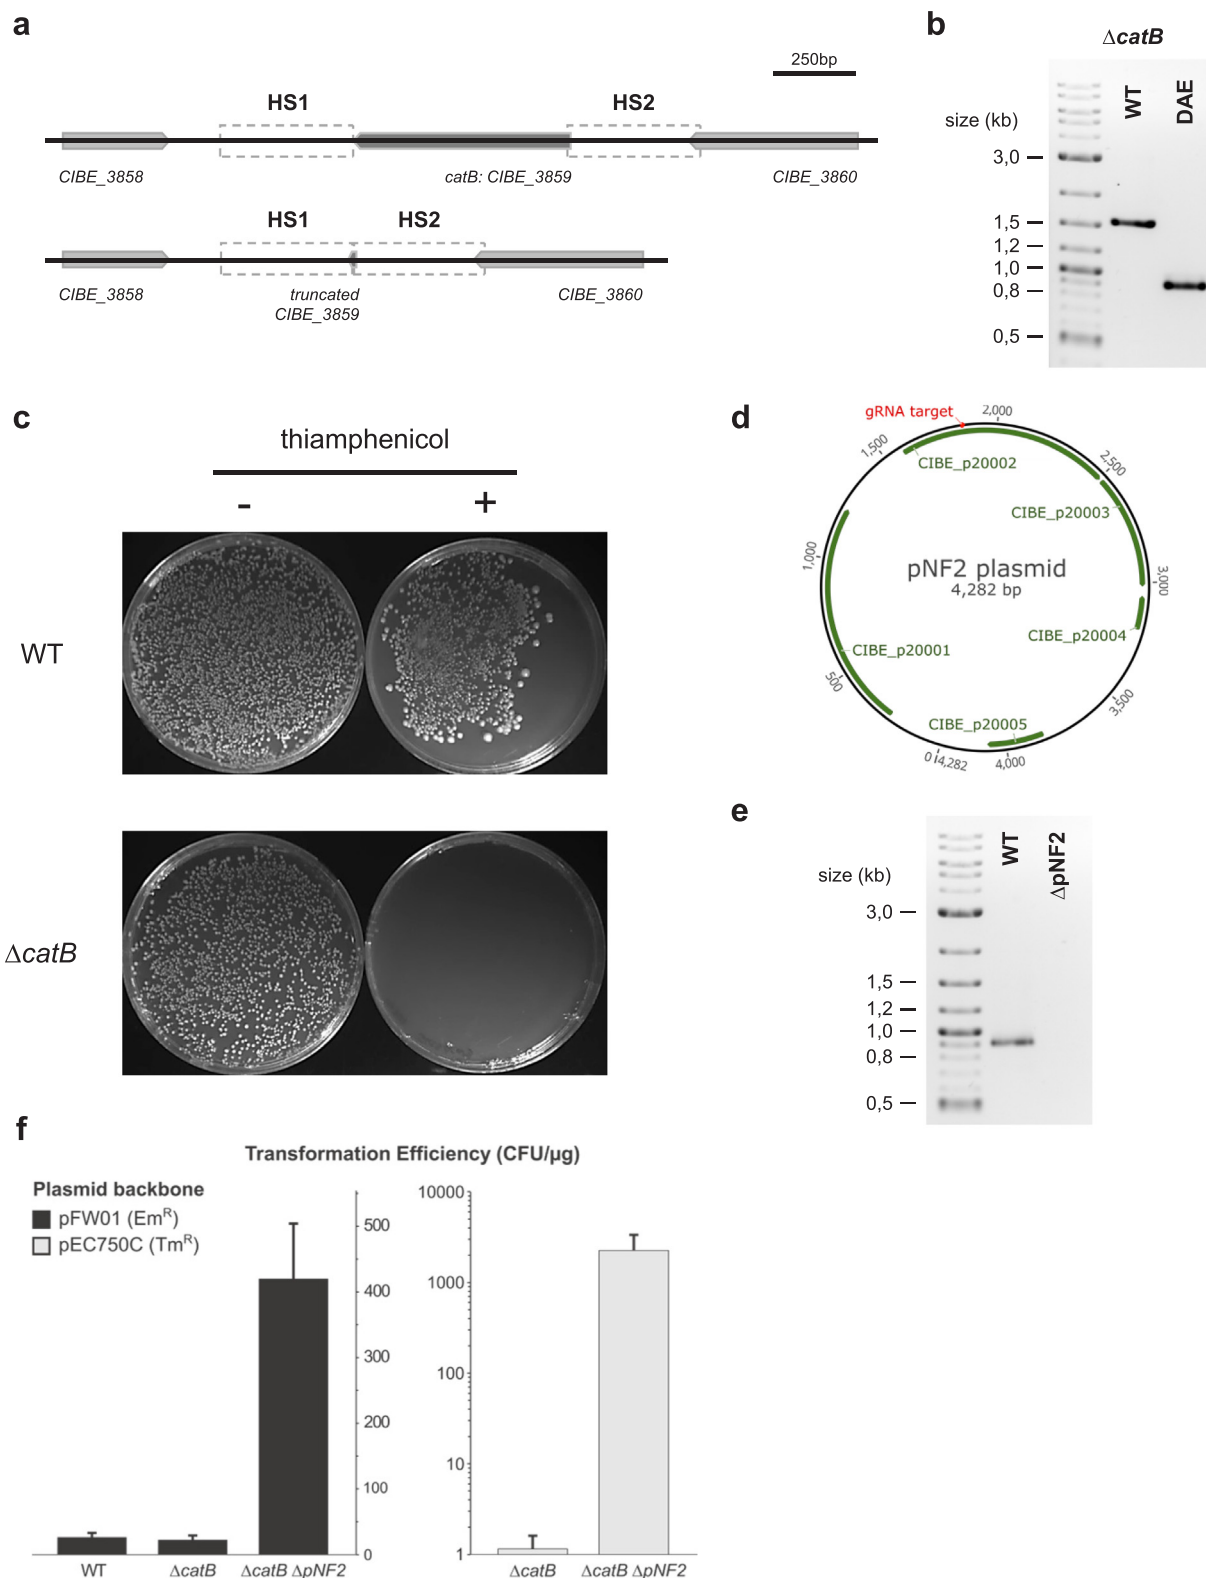 a
250bp
HS1 HS2
CIBE_3858 catB: CIBE_3859 CIBE_3860
HS1 HS2
CIBE_3858 truncated CIBE_3860
CIBE_3859
b
ΔcatB
size (kb) WT DAE
3,0
1,5
1,2
1,0
0,8
0,5
c
thiamphenicol
- +
WT
ΔcatB
d
gRNA target
2,000
1,500
2,500
CIBE_p20002
CIBE_p20003
1,000
pNF2 plasmid
4,282 bp
3,000
CIBE_p20004
CIBE_p20001
500
3,500
CIBE_p20005
0 4,282
4,000
e
size (kb) WT ΔpNF2
3,0
1,5
1,2
1,0
0,8
0,5
f
Transformation Efficiency (CFU/µg)
Plasmid backbone
pFW01 (EmR)
pEC750C (TmR)
500
400
300
200
100
0
10000
1000
100
10
1
WT ΔcatB ΔcatB ΔpNF2
ΔcatB ΔcatB ΔpNF2